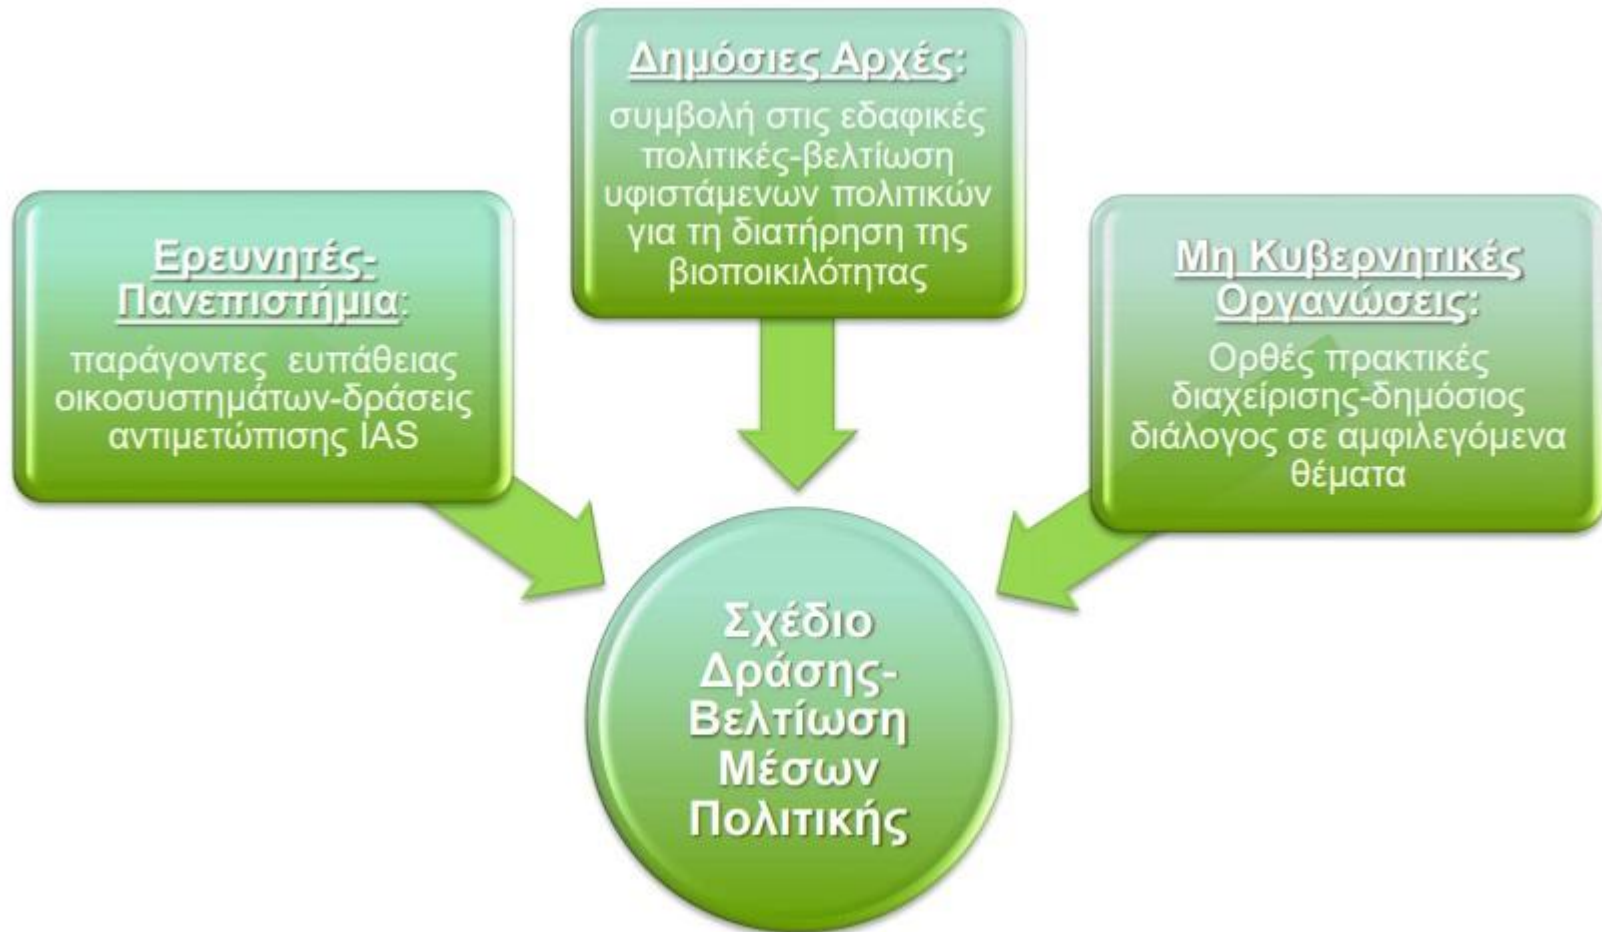 Δημόσιες Αρχές:
συμβολή στις εδαφικές
πολιτικές-βελτίωση
υφιστάμενων πολιτικών
για τη διατήρηση της
βιοποικιλότητας
Ερευνητές-
Πανεπιστήμια:
παράγοντες ευπάθειας
οικοσυστημάτων-δράσεις
αντιμετώπισης IAS
Μη Κυβερνητικές
Οργανώσεις:
Ορθές πρακτικές
διαχείρισης-δημόσιος
διάλογος σε αμφιλεγόμενα
θέματα
Σχέδιο
Δράσης-
Βελτίωση
Μέσων
Πολιτικής